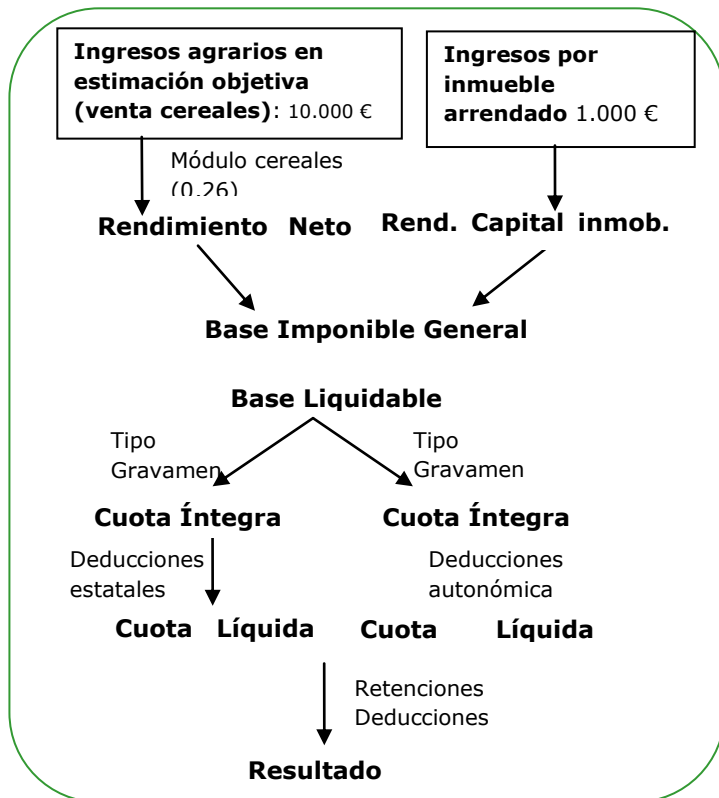 Ingresos agrarios en
estimación objetiva
(venta cereales): 10.000 €
Ingresos por
inmueble
arrendado 1.000 €
Módulo cereales
(0.26)
Rendimiento Neto
Rend. Capital inmob.
Base Imponible General
Base Liquidable
Tipo
Gravamen
Tipo
Gravamen
Cuota Íntegra
Cuota Íntegra
Deducciones
estatales
Deducciones
autonómica
Cuota Líquida
Cuota Líquida
Retenciones
Deducciones
Resultado